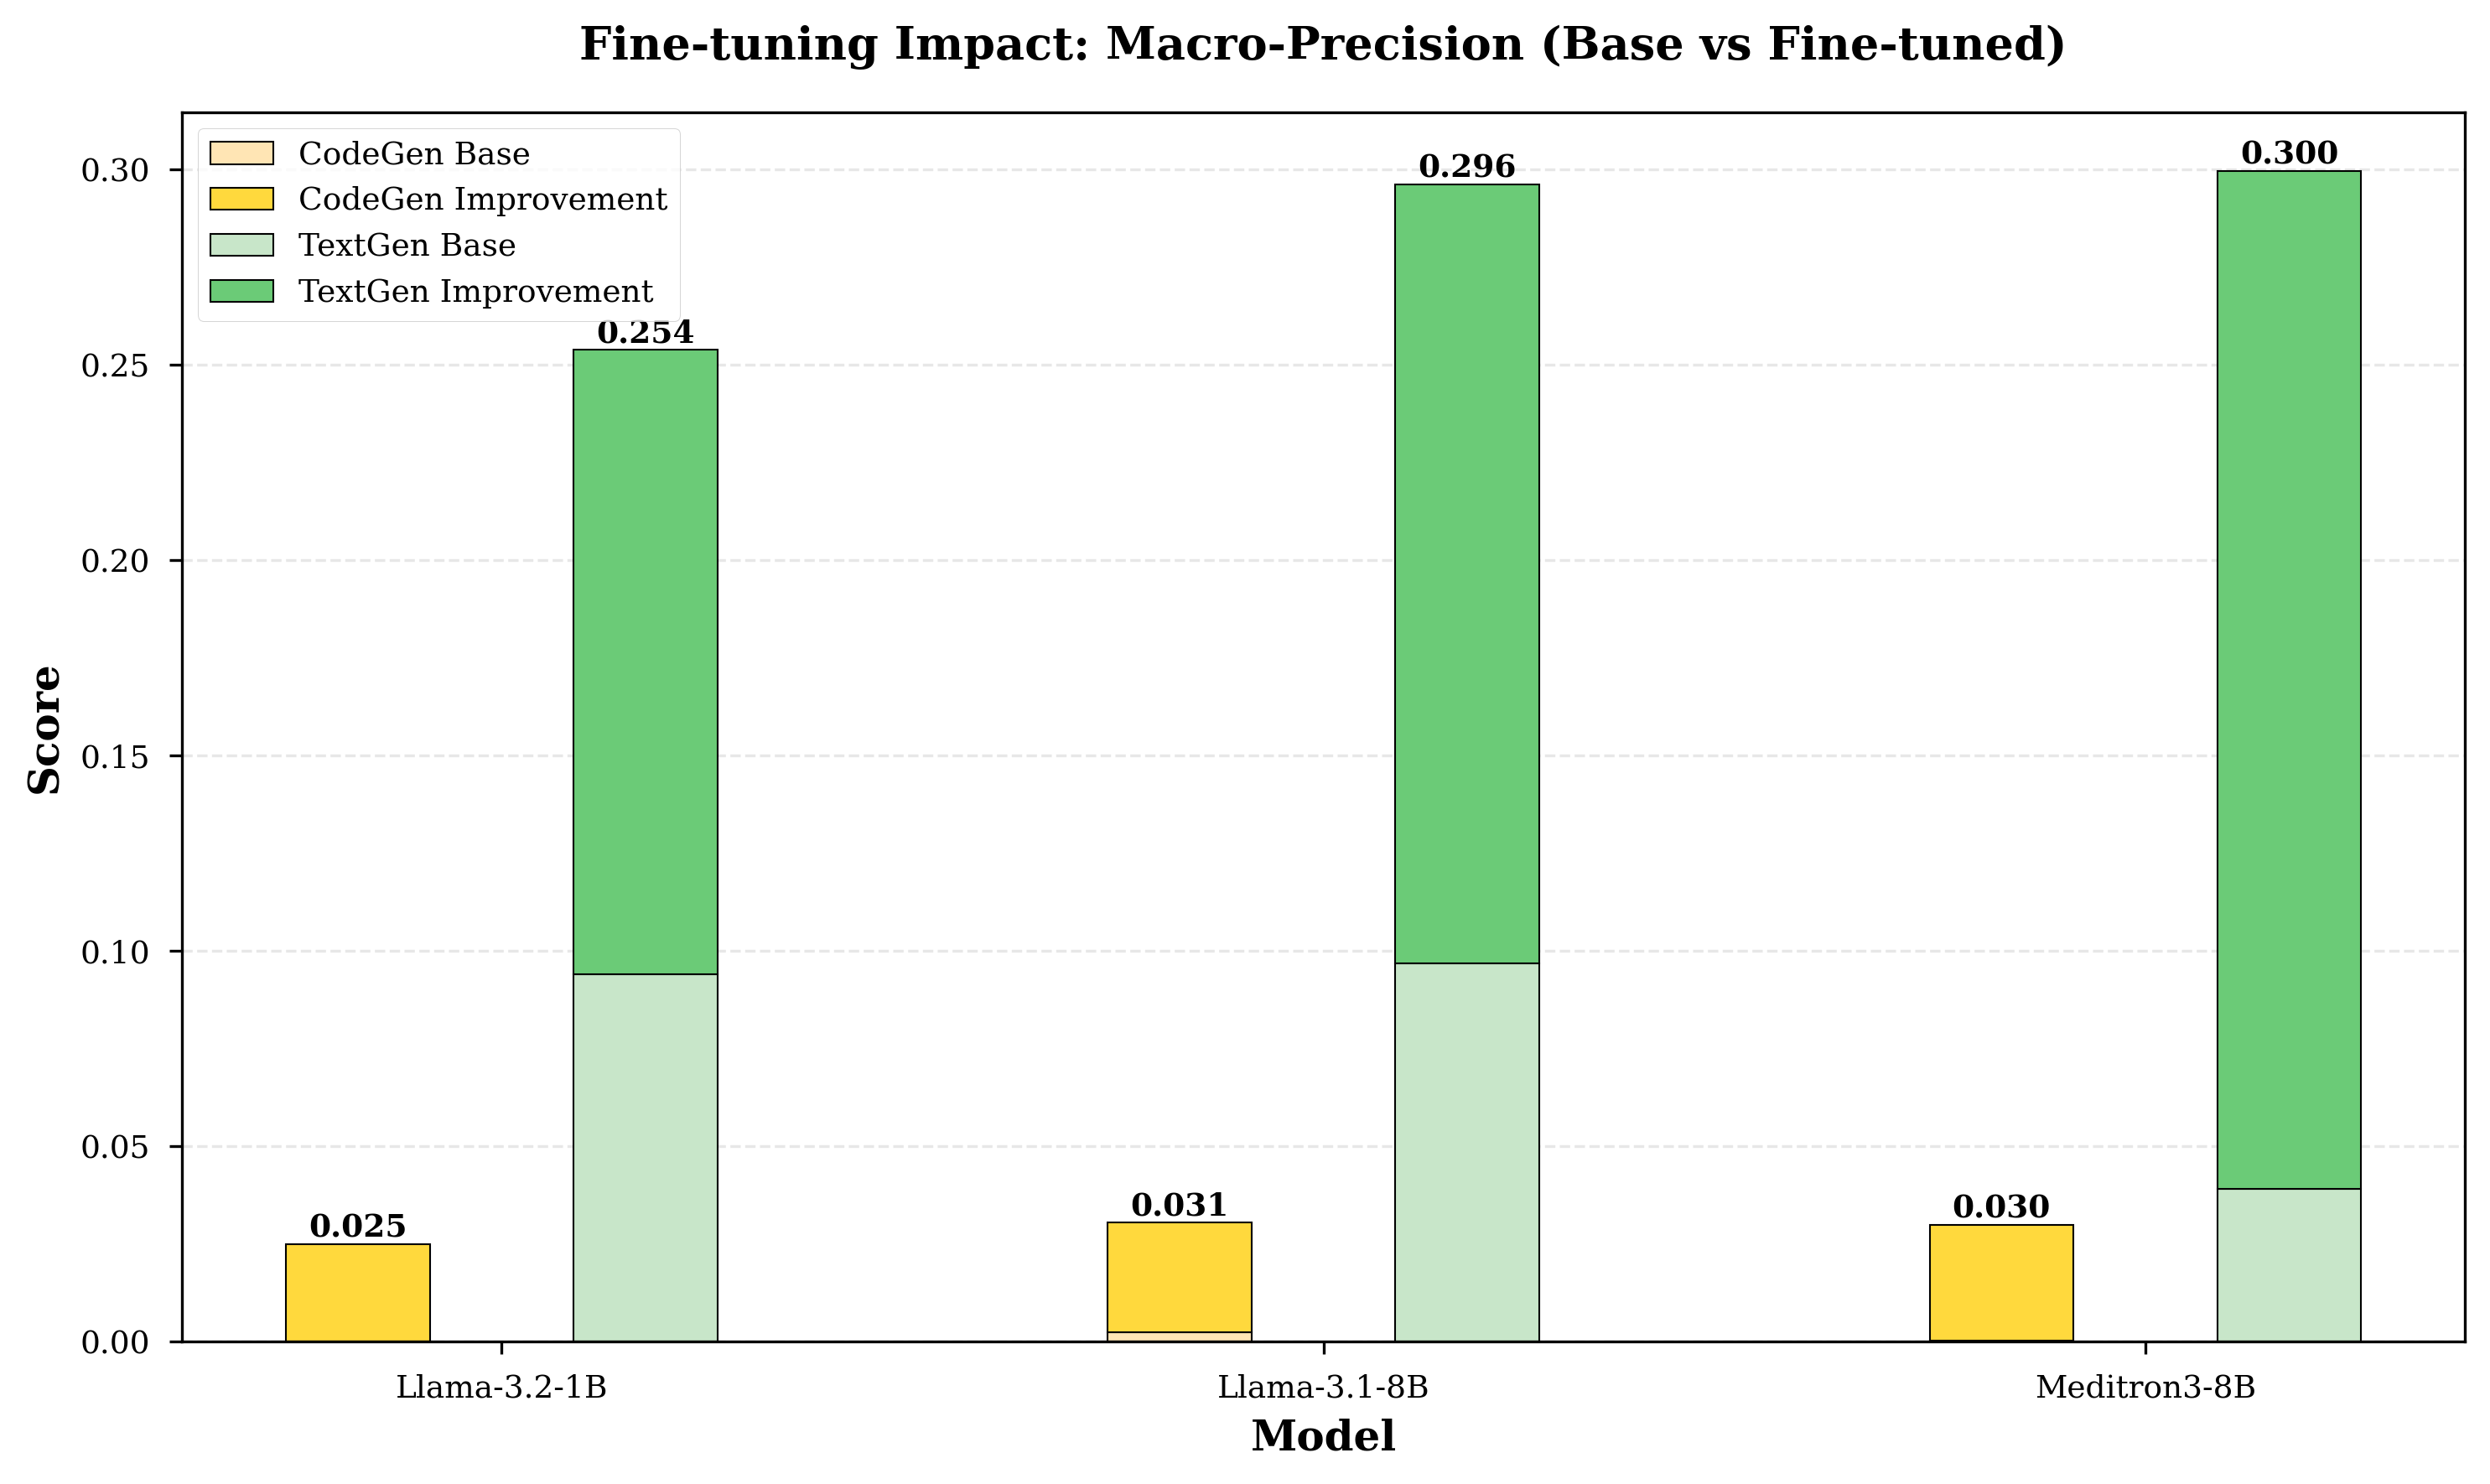 Fine-tuning Impact: Macro-Precision (Base vs Fine-tuned)
CodeGen Base
CodeGen Improvement
TextGen Base
TextGen Improvement
0.30
0.25
0.20
0.15
0.10
0.05
0.00
Score
0.025
0.254
0.031
0.296
0.030
0.300
Llama-3.2-1B
Llama-3.1-8B
Meditron3-8B
Model